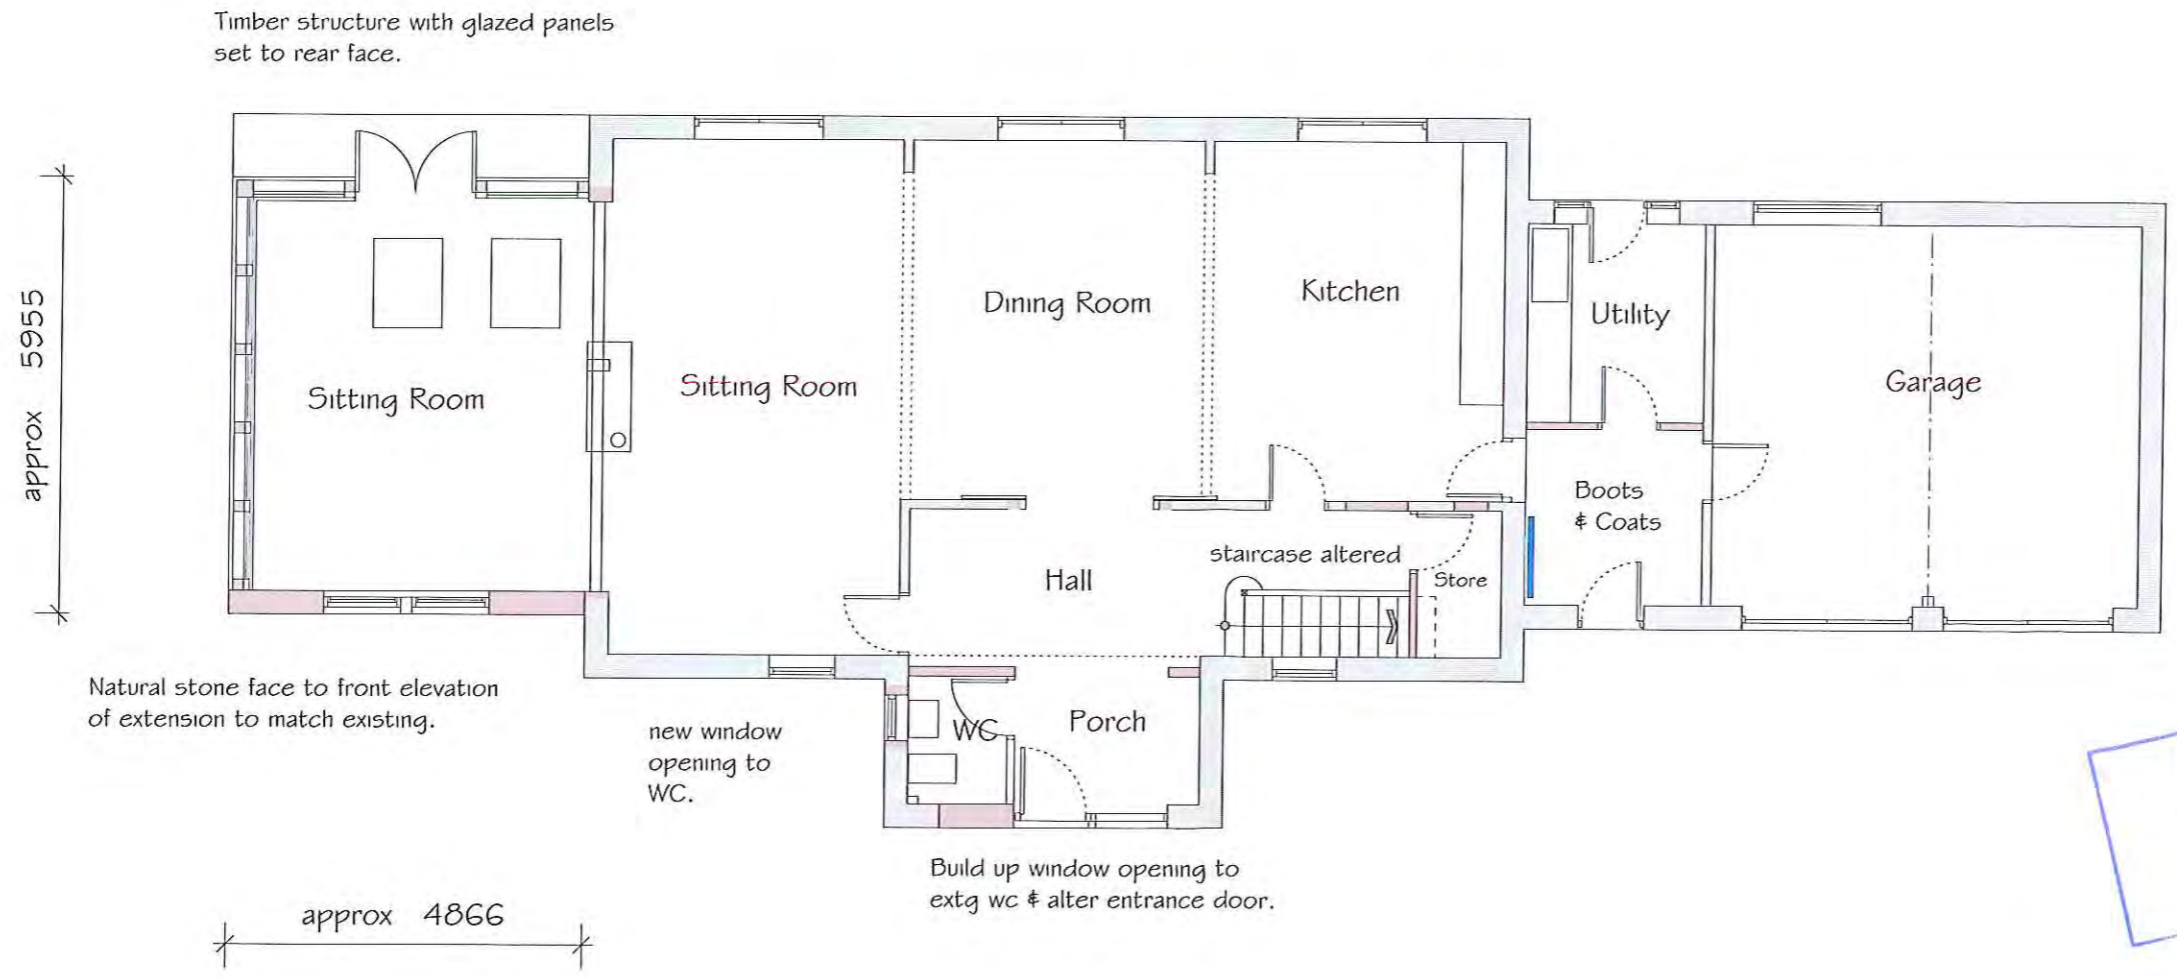 Timber structure with glazed panels
set to rear face.
approx 5955
Sitting Room
Sitting Room
Dining Room
Kitchen
Utility
Garage
Boots
& Coats
staircase altered
Hall
Store
Natural stone face to front elevation
of extension to match existing.
new window
opening to
WC.
WC
Porch
Build up window opening to
extg wc & alter entrance door.
approx 4866